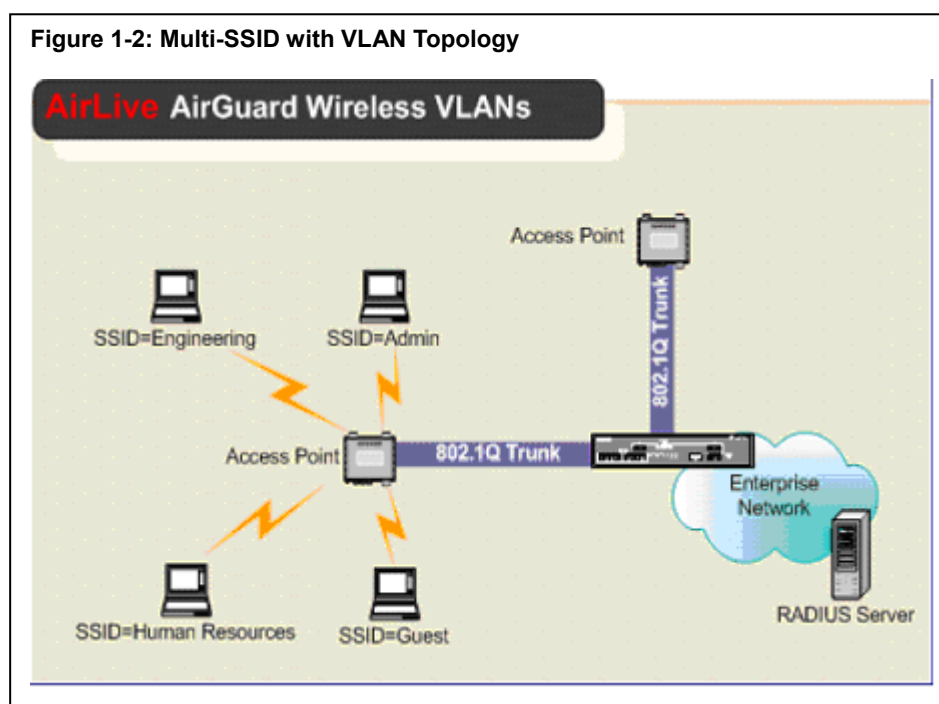 Figure 1-2: Multi-SSID with VLAN Topology
AirLive AirGuard Wireless VLANs
Access Point
SSID=Engineering
SSID=Admin
802.1Q Trunk
Access Point
802.1Q Trunk
Enterprise
Network
SSID=Human Resources
SSID=Guest
RADIUS Server